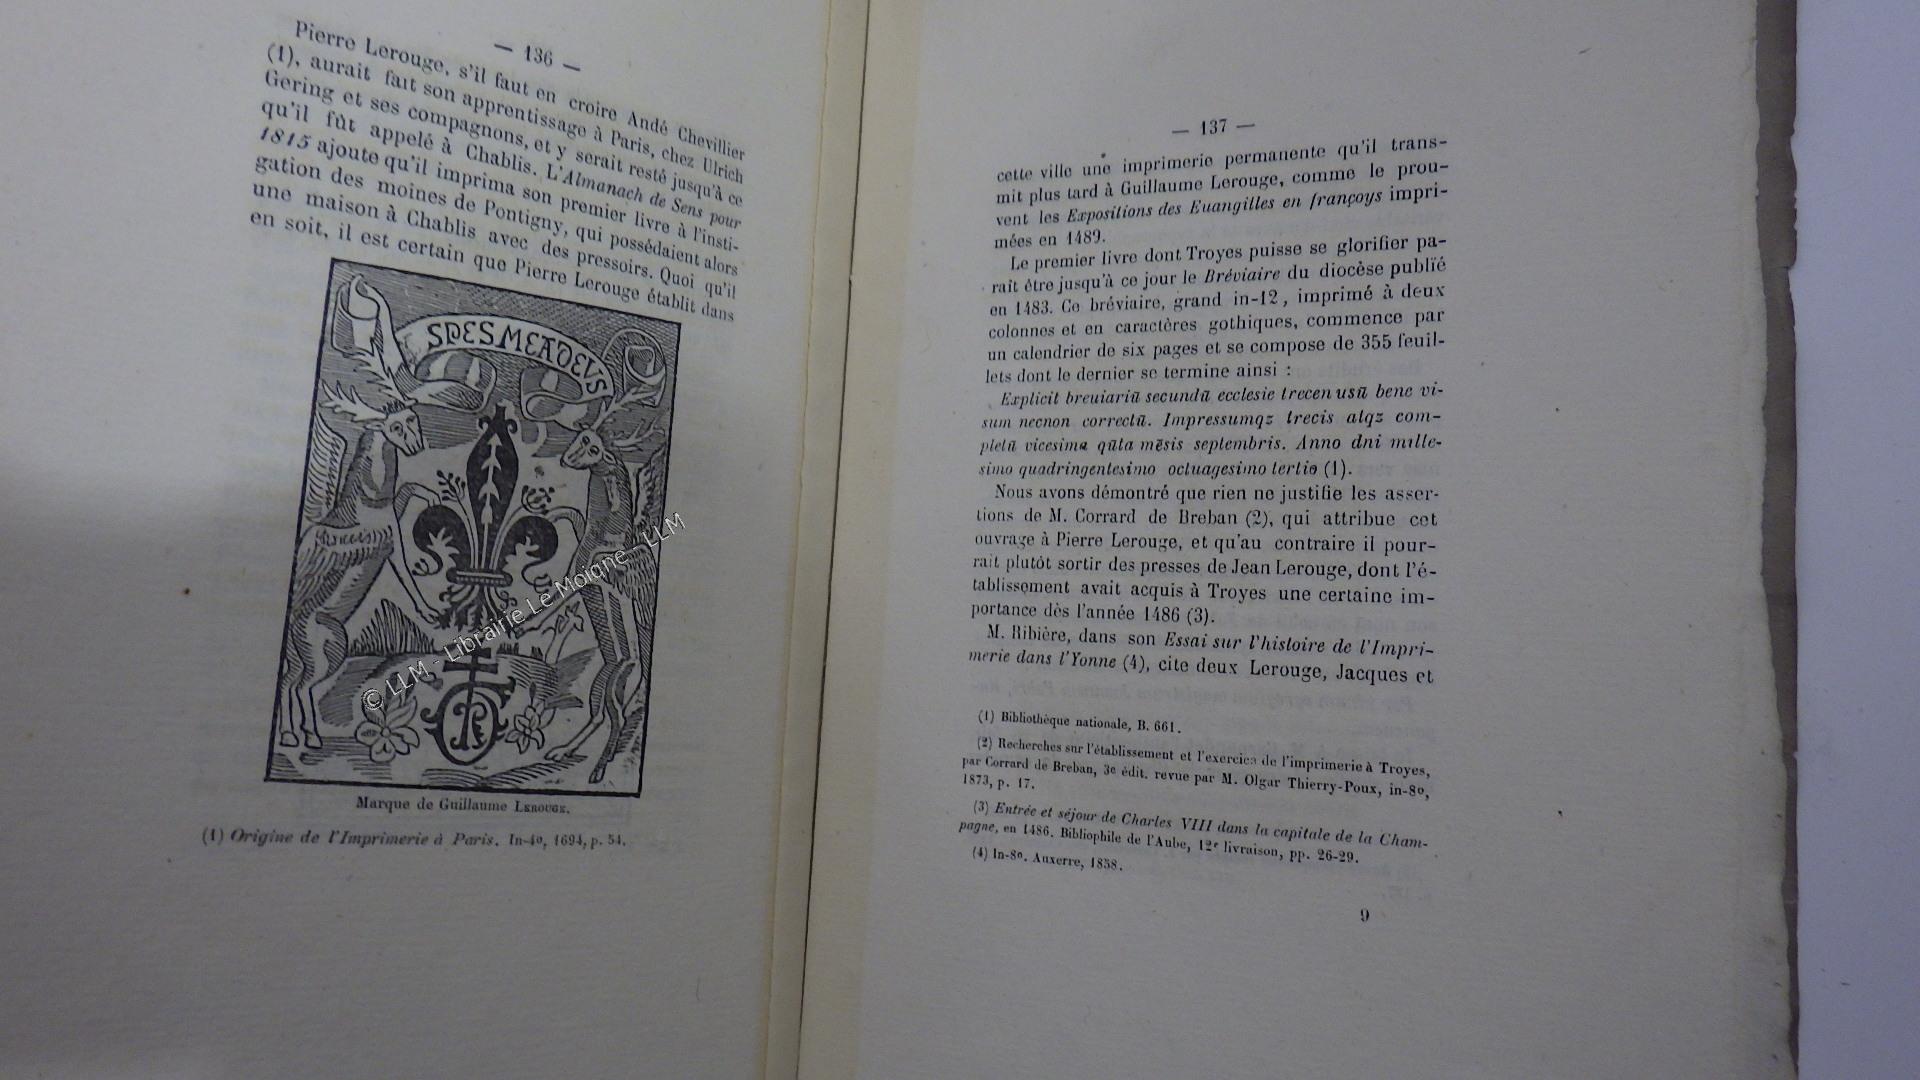 — 136 —
Pierre Lerouge, s'il faut en croire Andé Chevillier
(1), aurait fait son apprentissage à Paris, chez Ulrich
Gering et ses compagnons, et y serait resté jusqu'à ce
qu'il fût appelé à Chablis. L'Almanach de Sens pour
1815 ajoute qu'il imprima son premier livre à l'insti-
gation des moines de Pontigny, qui possédaient alors
une maison à Chablis avec des pressoirs. Quoi qu'il
en soit, il est certain que Pierre Lerouge établit dans
SPES MEA DEVS
© LLM - Librairie Le Moigne - LLM
Marque de Guillaume LEROUGE.
(1) Origine de l'Imprimerie à Paris. In-4o, 1694, p. 54.
— 137 —
cette ville une imprimerie permanente qu'il trans-
mit plus tard à Guillaume Lerouge, comme le prou-
vent les Expositions des Euangilles en françoys impri-
mées en 1489.
Le premier livre dont Troyes puisse se glorifier pa-
rait être jusqu'à ce jour le Bréviaire du diocèse publié
en 1483. Ce bréviaire, grand in-12, imprimé à deux
colonnes et en caractères gothiques, commence par
un calendrier de six pages et se compose de 355 feuil-
lets dont le dernier se termine ainsi :
Explicit breuiariū secundū ecclesie trecen usū bene vi-
sum necnon correctū. Impressumqz trecis atqz com-
pletū vicesima qūta mēsis septembris. Anno dni mille-
simo quadringentesimo octuagesimo tertio (1).
Nous avons démontré que rien ne justifie les asser-
tions de M. Corrard de Breban (2), qui attribue cet
ouvrage à Pierre Lerouge, et qu'au contraire il pour-
rait plutôt sortir des presses de Jean Lerouge, dont l'é-
tablissement avait acquis à Troyes une certaine im-
portance dès l'année 1486 (3).
M. Ribière, dans son Essai sur l'histoire de l'Impri-
merie dans l'Yonne (4), cite deux Lerouge, Jacques et
(1) Bibliothèque nationale, B. 661.
(2) Recherches sur l'établissement et l'exercice de l'imprimerie à Troyes,
par Corrard de Breban, 3e édit. revue par M. Olgar Thierry-Poux, in-8o,
1873, p. 17.
(3) Entrée et séjour de Charles VIII dans la capitale de la Cham-
pagne, en 1486. Bibliophile de l'Aube, 12e livraison, pp. 26-29.
(4) In-8o. Auxerre, 1858.
9